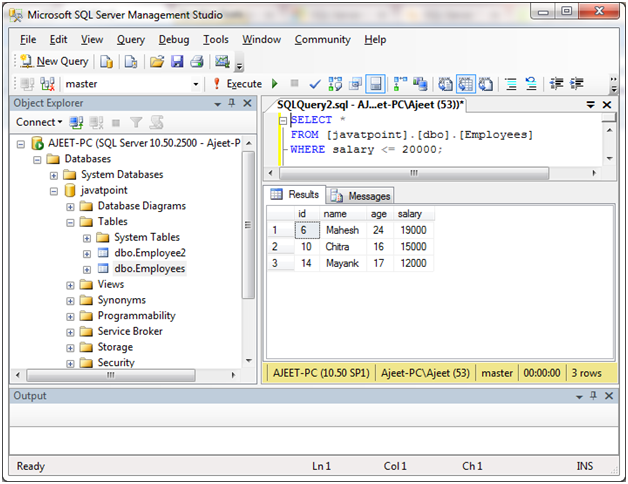 Microsoft SQL Server Management Studio
File Edit View Query Debug Tools Window Community Help
New Query
master Execute
Object Explorer
Connect
AJEET-PC (SQL Server 10.50.2500 - Ajeet-P
Databases
System Databases
javatpoint
Database Diagrams
Tables
System Tables
dbo.Employee2
dbo.Employees
Views
Synonyms
Programmability
Service Broker
Storage
Security
SQLQuery2.sql - AJ...et-PC\Ajeet (53))*
SELECT *
FROM [javatpoint].[dbo].[Employees]
WHERE salary <= 20000;
Results Messages
id name age salary
1 6 Mahesh 24 19000
2 10 Chitra 16 15000
3 14 Mayank 17 12000
AJEET-PC (10.50 SP1) Ajeet-PC\Ajeet (53) master 00:00:00 3 rows
Output
Ready Ln 1 Col 1 Ch 1 INS